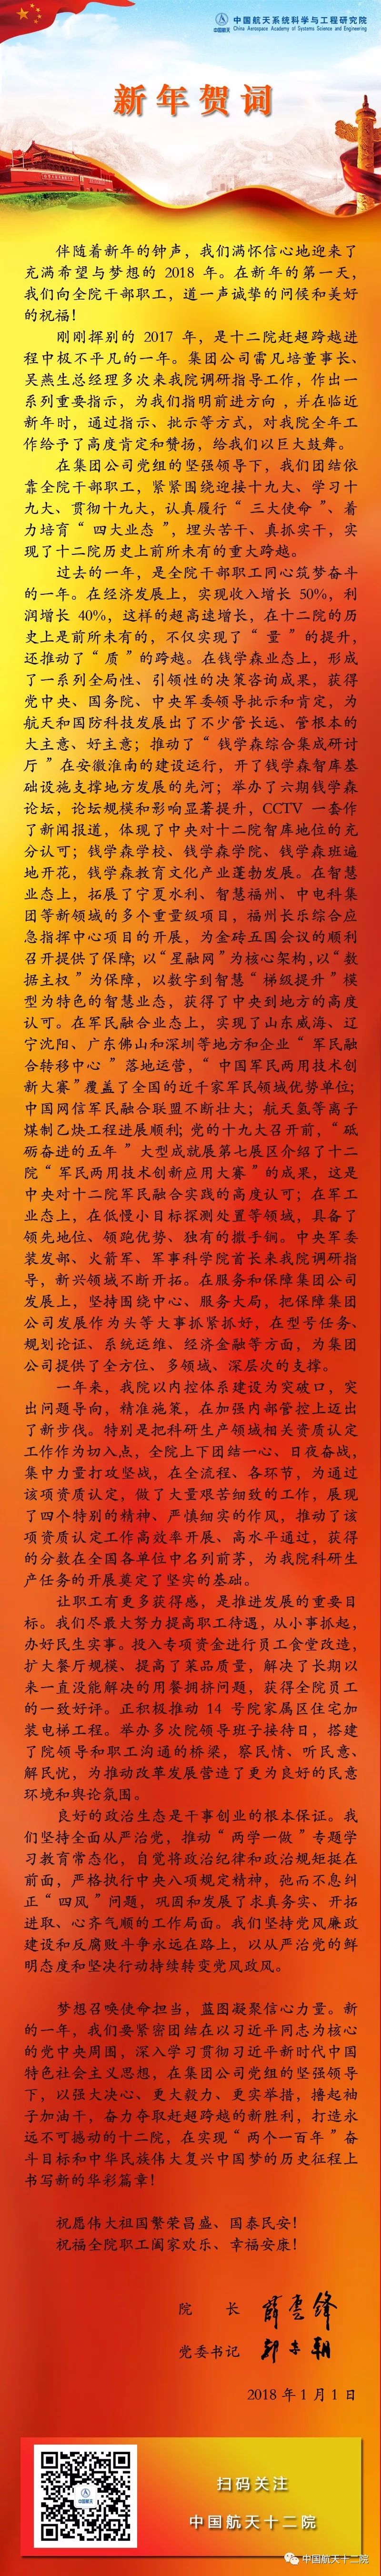 中国航天
中国航天系统科学与工程研究院
China Aerospace Academy of Systems Science and Engineering
新年贺词
伴随着新年的钟声，我们满怀信心地迎来了
充满希望与梦想的 2018 年。在新年的第一天，
我们向全院干部职工，道一声诚挚的问候和美好
的祝福！
刚刚挥别的 2017 年，是十二院赶超跨越进
程中极不平凡的一年。集团公司雷凡培董事长、
吴燕生总经理多次来我院调研指导工作，作出一
系列重要指示，为我们指明前进方向，并在临近
新年时，通过指示、批示等方式，对我院全年工
作给予了高度肯定和赞扬，给我们以巨大鼓舞。
在集团公司党组的坚强领导下，我们团结依
靠全院干部职工，紧紧围绕迎接十九大、学习十
九大、贯彻十九大，认真履行“三大使命”、着
力培育“四大业态”，埋头苦干、真抓实干，实
现了十二院历史上前所未有的重大跨越。
过去的一年，是全院干部职工同心筑梦奋斗
的一年。在经济发展上，实现收入增长 50%，利
润增长 40%，这样的超高速增长，在十二院的历
史上是前所未有的，不仅实现了“量”的提升，
还推动了“质”的跨越。在钱学森业态上，形成
了一系列全局性、引领性的决策咨询成果，获得
党中央、国务院、中央军委领导批示和肯定，为
航天和国防科技发展出了不少管长远、管根本的
大主意、好主意；推动了“钱学森综合集成研讨
厅”在安徽淮南的建设运行，开了钱学森智库基
础设施支撑地方发展的先河；举办了六期钱学森
论坛，论坛规模和影响显著提升，CCTV 一套作
了新闻报道，体现了中央对十二院智库地位的充
分认可；钱学森学校、钱学森学院、钱学森班遍
地开花，钱学森教育文化产业蓬勃发展。在智慧
业态上，拓展了宁夏水利、智慧福州、中电科集
团等新领域的多个重量级项目，福州长乐综合应
急指挥中心项目的开展，为金砖五国会议的顺利
召开提供了保障；以“星融网”为核心架构，以“数
据主权”为保障，以数字到智慧“梯级提升”模
型为特色的智慧业态，获得了中央到地方的高度
认可。在军民融合业态上，实现了山东威海、辽
宁沈阳、广东佛山和深圳等地方和企业“军民融
合转移中心”落地运营，“中国军民两用技术创
新大赛”覆盖了全国的近千家军民领域优势单位；
中国网信军民融合联盟不断壮大；航天氢等离子
煤制乙炔工程进展顺利；党的十九大召开前，“砥
砺奋进的五年”大型成就展第七展区介绍了十二
院“军民两用技术创新应用大赛”的成果，这是
中央对十二院军民融合实践的高度认可；在军工
业态上，在低慢小目标探测处置等领域，具备了
领先地位、领跑优势、独有的撒手锏。中央军委
装发部、火箭军、军事科学院首长来我院调研指
导，新兴领域不断开拓。在服务和保障集团公司
发展上，坚持围绕中心、服务大局，把保障集团
公司发展作为头等大事抓紧抓好，在型号任务、
规划论证、系统运维、经济金融等方面，为集团
公司提供了全方位、多领域、深层次的支撑。
一年来，我院以内控体系建设为突破口，突
出问题导向，精准施策，在加强内部管控上迈出
了新步伐。特别是把科研生产领域相关资质认定
工作作为切入点，全院上下团结一心、日夜奋战，
集中力量打攻坚战，在全流程、各环节，为通过
该项资质认定，做了大量艰苦细致的工作，展现
了四个特别的精神、严慎细实的作风，推动了该
项资质认定工作高效率开展、高水平通过，获得
的分数在全国各单位中名列前茅，为我院科研生
产任务的开展奠定了坚实的基础。
让职工有更多获得感，是推进发展的重要目
标。我们尽最大努力提高职工待遇，从小事抓起，
办好民生实事。投入专项资金进行员工食堂改造，
扩大餐厅规模、提高了菜品质量，解决了长期以
来一直没能解决的用餐拥挤问题，获得全院员工
的一致好评。正积极推动 14 号院家属区住宅加
装电梯工程。举办多次院领导班子接待日，搭建
了院领导和职工沟通的桥梁，察民情、听民意、
解民忧，为推动改革发展营造了更为良好的民意
环境和舆论氛围。
良好的政治生态是干事创业的根本保证。我
们坚持全面从严治党，推动“两学一做”专题学
习教育常态化，自觉将政治纪律和政治规矩挺在
前面，严格执行中央八项规定精神，弛而不息纠
正“四风”问题，巩固和发展了求真务实、开拓
进取、心齐气顺的工作局面。我们坚持党风廉政
建设和反腐败斗争永远在路上，以从严治党的鲜
明态度和坚决行动持续转变党风政风。
梦想召唤使命担当，蓝图凝聚信心力量。新
的一年，我们要紧密团结在以习近平同志为核心
的党中央周围，深入学习贯彻习近平新时代中国
特色社会主义思想，在集团公司党组的坚强领导
下，以强大决心、更大毅力、更实举措，撸起袖
子加油干，奋力夺取赶超跨越的新胜利，打造永
远不可撼动的十二院，在实现“两个一百年”奋
斗目标和中华民族伟大复兴中国梦的历史征程上
书写新的华彩篇章！
祝愿伟大祖国繁荣昌盛、国泰民安！
祝福全院职工阖家欢乐、幸福安康！
院 长 薛惠锋
党委书记
2018 年 1 月 1 日
中国航天
扫码关注
中国航天十二院
中国航天十二院